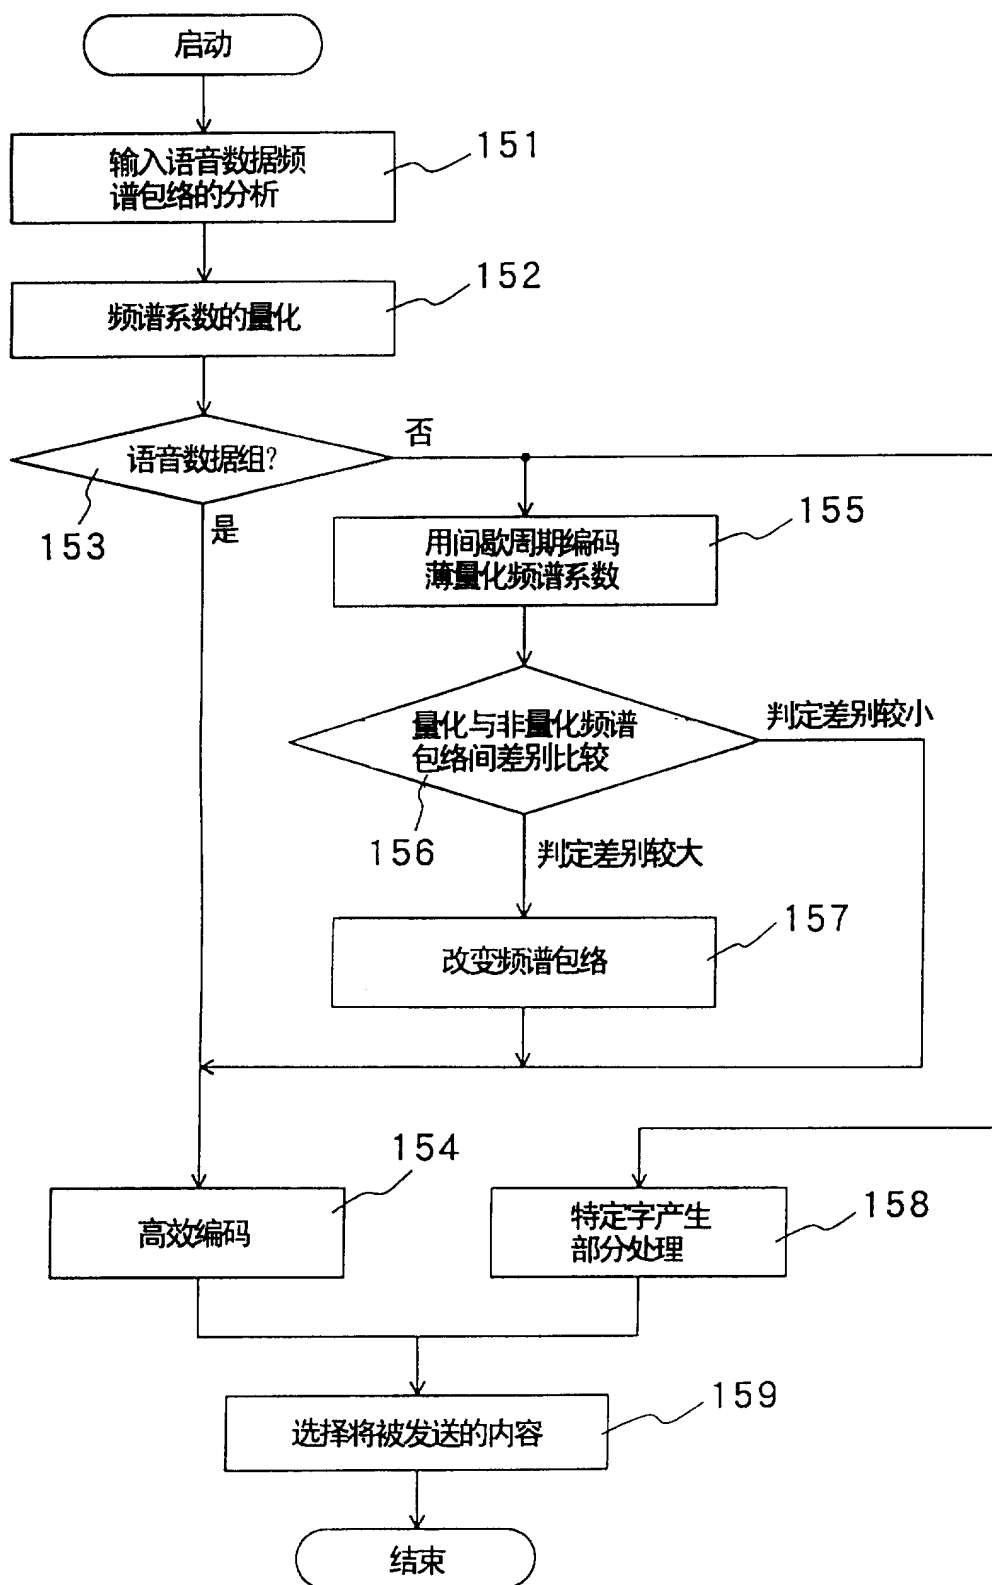 启动
151
输入语音数据频
谱包络的分析
152
频谱系数的量化
语音数据组?
否
153
是
155
用间歇周期编码
薄量化频谱系数
量化与非量化频谱
包络间差别比较
判定差别较小
156
判定差别较大
157
改变频谱包络
154
高效编码
特定字产生
部分处理
158
159
选择将被发送的内容
结束